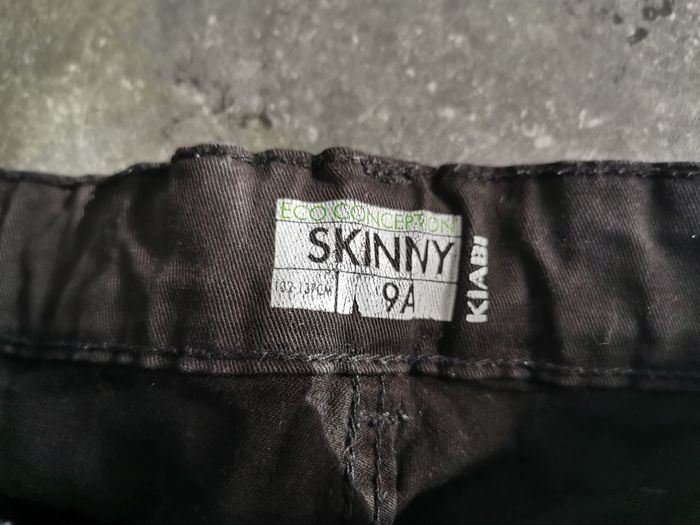 ECO CONCEPTION
SKINNY
132-137CM
9A
KIABI